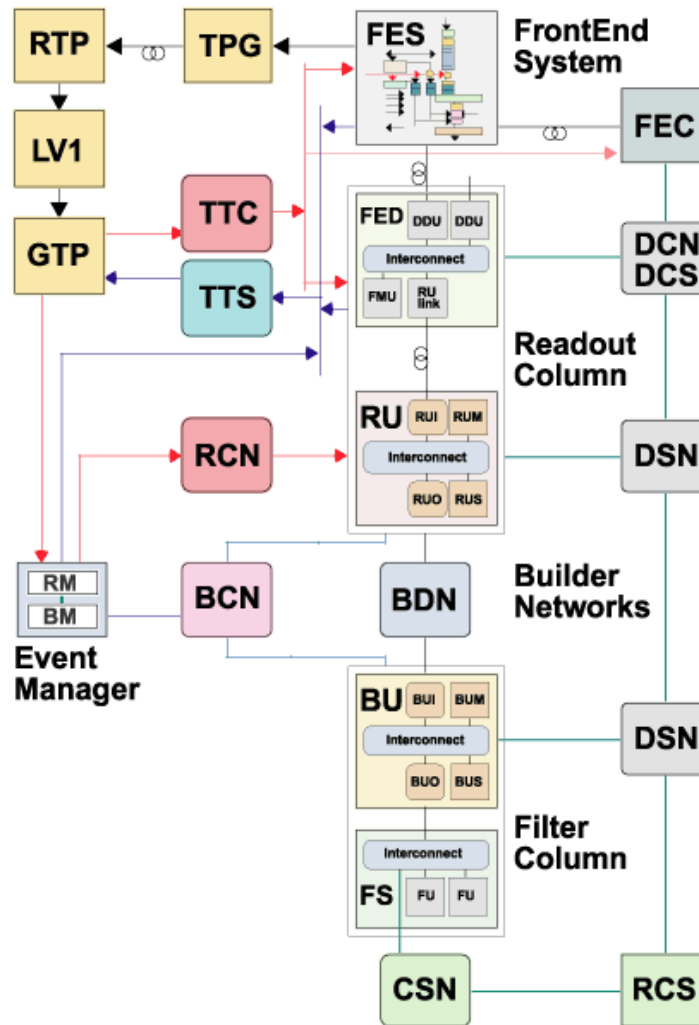 RTP
TPG
FES
FrontEnd
System
FEC
LV1
TTC
FED
DDU
DDU
DCN
DCS
GTP
Interconnect
TTS
FMU
RU
link
Readout
Column
RU
RUI
RUM
RCN
Interconnect
DSN
RUO
RUS
RM
BM
BCN
BDN
Builder
Networks
Event
Manager
BU
BUI
BUM
Interconnect
DSN
BUO
BUS
Filter
Column
Interconnect
FS
FU
FU
CSN
RCS